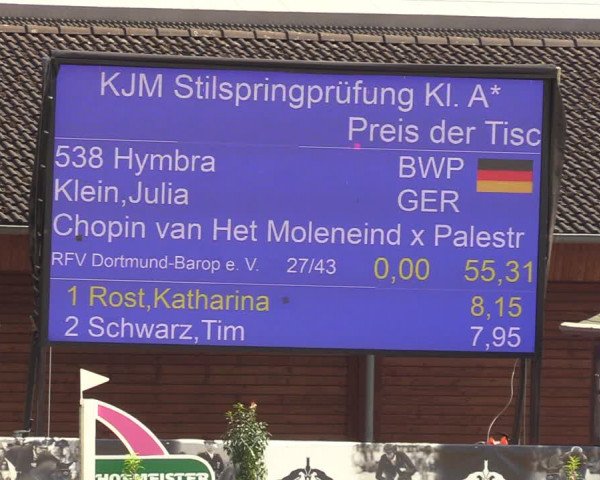 KJM Stilspringprüfung Kl. A*
Preis der Tisc
538 Hymbra BWP
Klein,Julia GER
Chopin van Het Moleneind x Palestr
RFV Dortmund-Barop e. V. 27/43 0,00 55,31
1 Rost,Katharina 8,15
2 Schwarz,Tim 7,95
HOFMEISTER